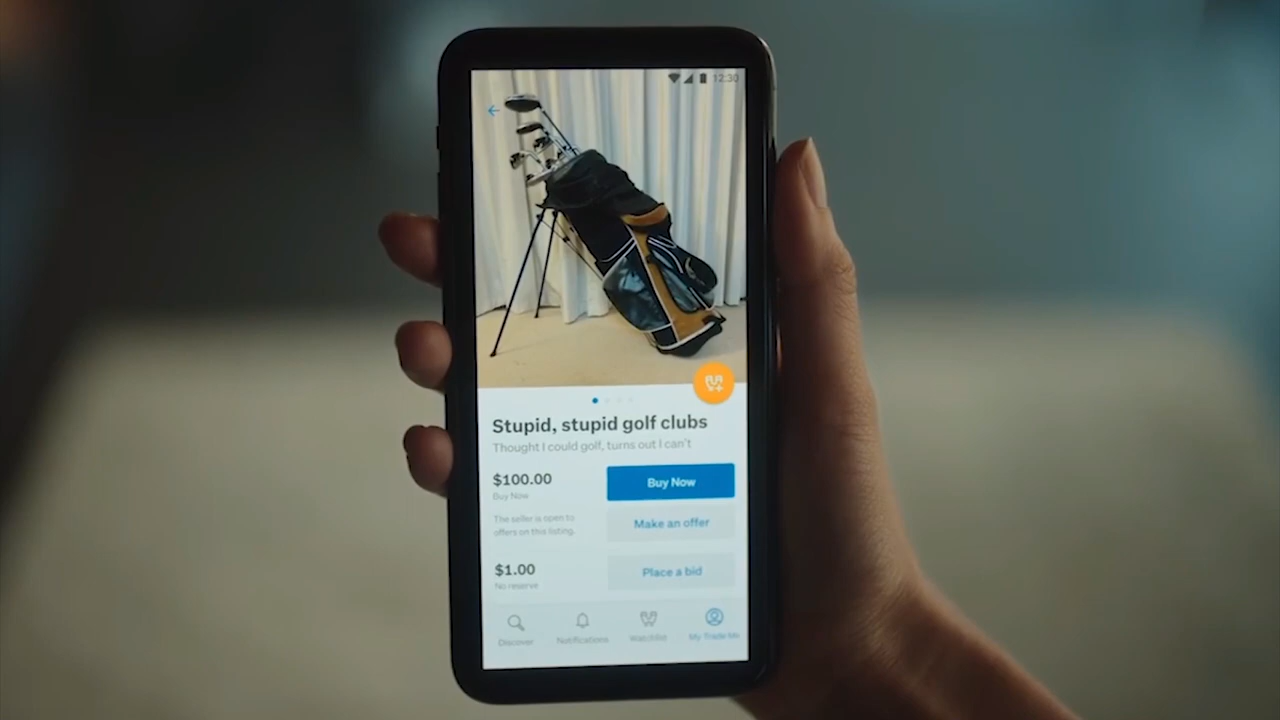 12:30
Stupid, stupid golf clubs
Thought I could golf, turns out I can't
$100.00
Buy Now
Buy Now
The seller is open to
offers on this listing.
Make an offer
$1.00
No reserve
Place a bid
Discover
Notifications
Watchlist
My Trade Me